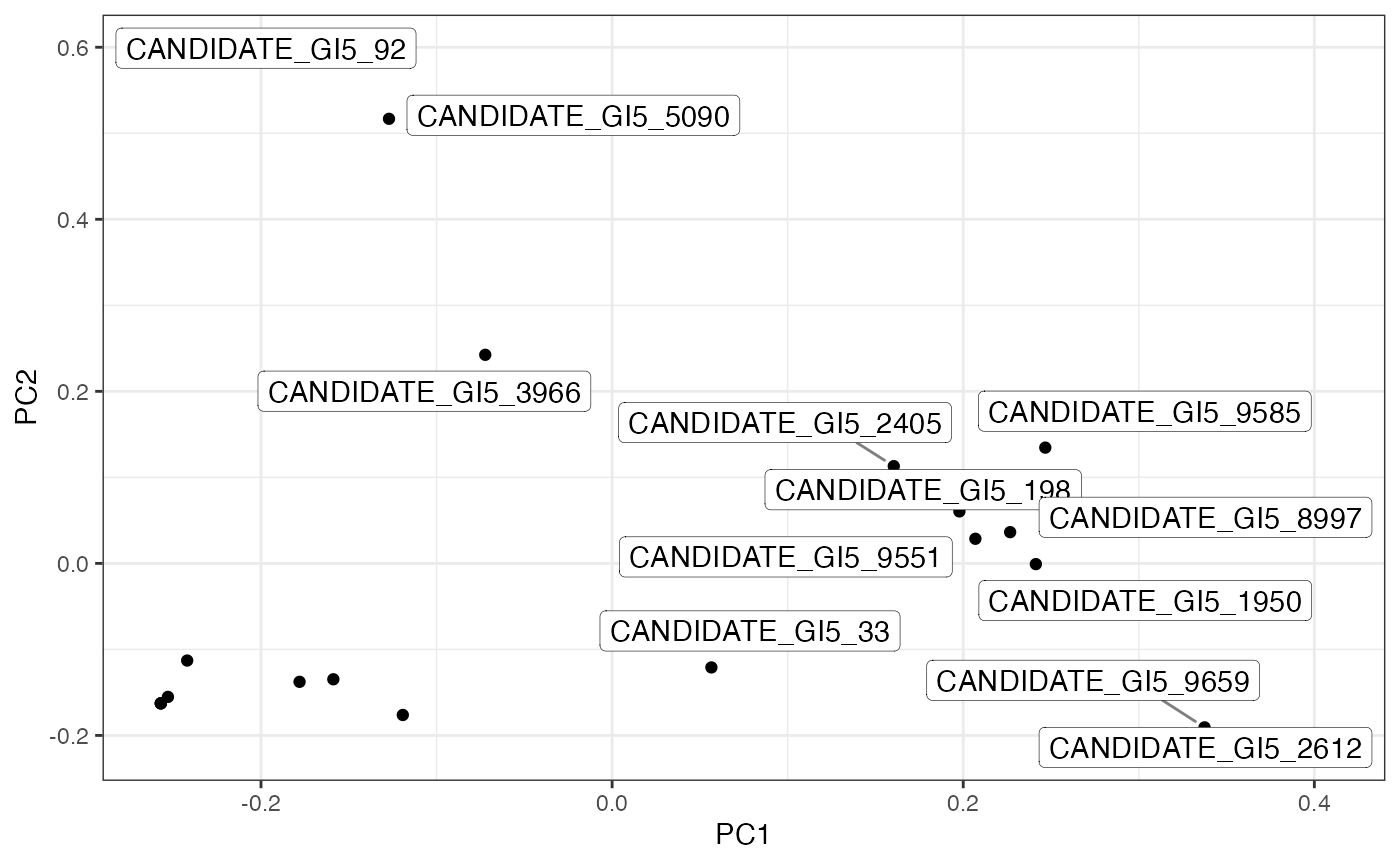 0.6
CANDIDATE_GI5_92
CANDIDATE_GI5_5090
0.4
PC2
0.2
CANDIDATE_GI5_3966
CANDIDATE_GI5_9585
CANDIDATE_GI5_2405
CANDIDATE_GI5_198
CANDIDATE_GI5_8997
0.0
CANDIDATE_GI5_9551
CANDIDATE_GI5_1950
CANDIDATE_GI5_33
CANDIDATE_GI5_9659
-0.2
CANDIDATE_GI5_2612
-0.2 0.0 0.2 0.4
PC1